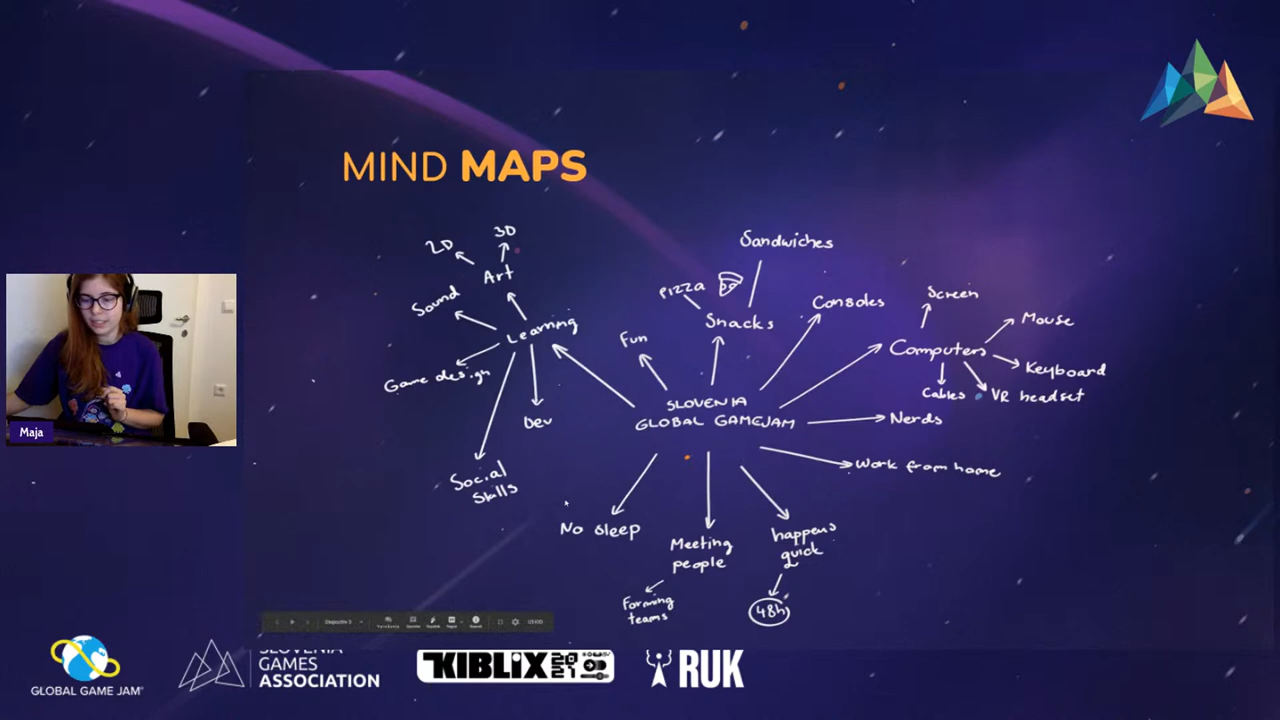 MIND MAPS
Sandwiches
3D
2D
Art
Pizza
Sound
Consoles
Screen
Snacks
Mouse
Learning
Fun
Computers
Game design
Keyboard
Cables
VR headset
SLOVENIA
GLOBAL GAMEJAM
Dev
Nerds
Work from home
Social
Skills
No sleep
happens
quick
Meeting
people
Forming
teams
48h
Maja
GLOBAL GAME JAM
SLOVENIA
GAMES
ASSOCIATION
KIBLIX 2021
RUK